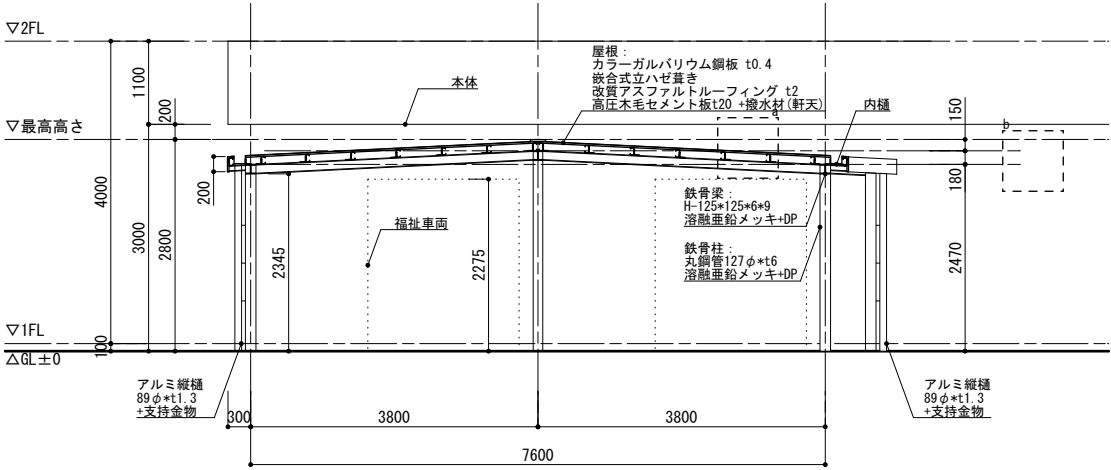 ▽2FL
1100
200
▽最高高さ
本体
屋根：
カラーガルバリウム鋼板 t0.4
嵌合式立ハゼ葺き
改質アスファルトルーフィング t2
高圧木毛セメント板t20 +撥水材(軒天)
a
内樋
b
150
180
2470
4000
3000
2800
200
2345
福祉車両
2275
鉄骨梁：
H-125*125*6*9
溶融亜鉛メッキ+DP
鉄骨柱：
丸鋼管127φ*t6
溶融亜鉛メッキ+DP
▽1FL
100
△GL±0
アルミ縦樋
89φ*t1.3
+支持金物
アルミ縦樋
89φ*t1.3
+支持金物
300
3800
3800
7600